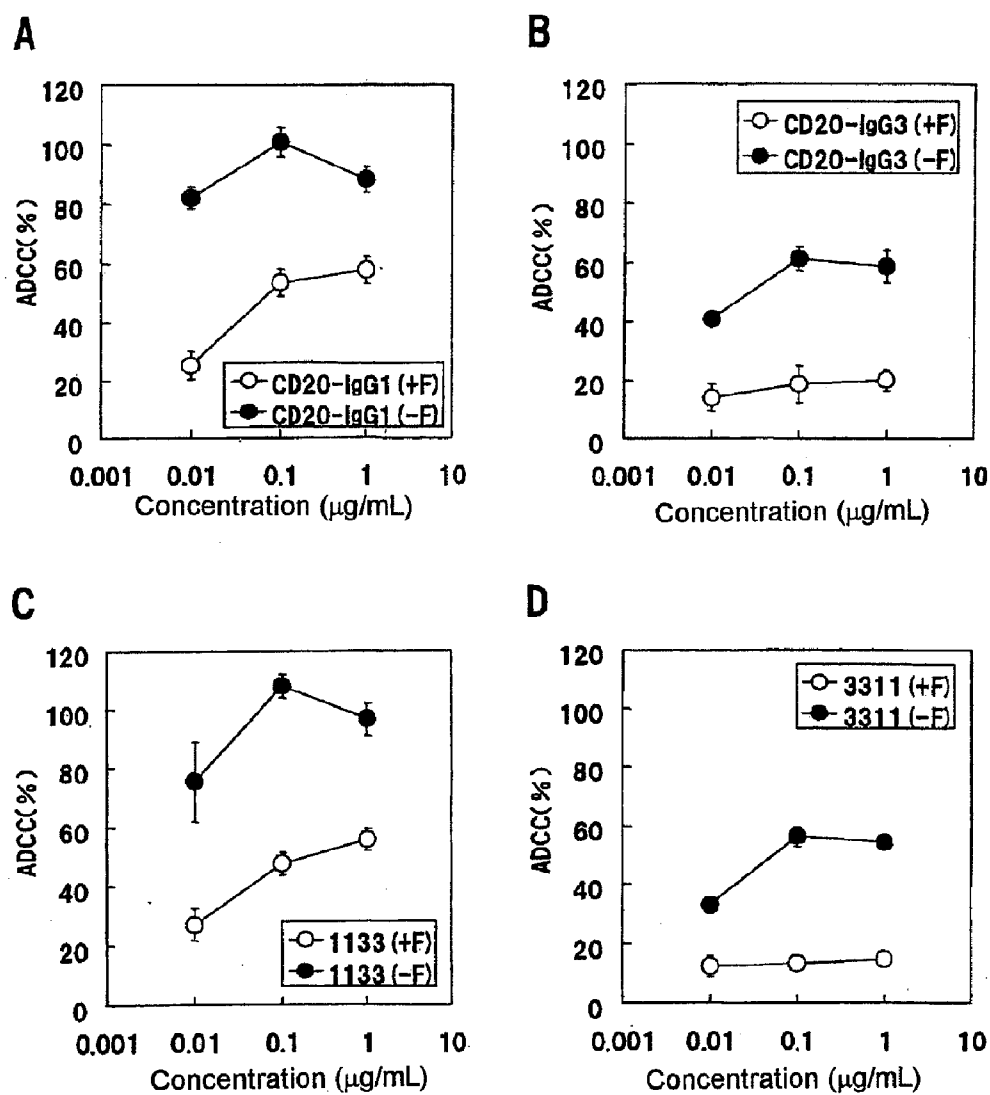 A
120
100
80
60
40
20
0
ADCC(%)
CD20-IgG1 (+F)
CD20-IgG1 (-F)
0.001 0.01 0.1 1 10
Concentration (µg/mL)
B
120
100
80
60
40
20
0
ADCC(%)
CD20-IgG3 (+F)
CD20-IgG3 (-F)
0.001 0.01 0.1 1 10
Concentration (µg/mL)
C
120
100
80
60
40
20
0
ADCC(%)
1133 (+F)
1133 (-F)
0.001 0.01 0.1 1 10
Concentration (µg/mL)
D
120
100
80
60
40
20
0
ADCC(%)
3311 (+F)
3311 (-F)
0.001 0.01 0.1 1 10
Concentration (µg/mL)